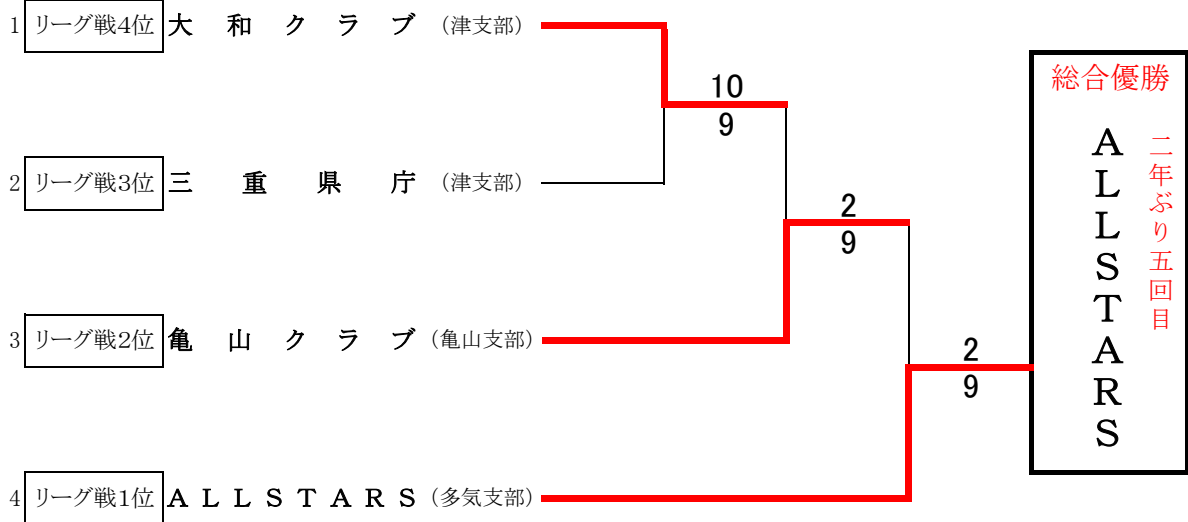 1 リーグ戦4位 大和クラブ (津支部)
10
9
2 リーグ戦3位 三重県庁 (津支部)
2
9
3 リーグ戦2位 亀山クラブ (亀山支部)
2
9
4 リーグ戦1位 ALLSTARS (多気支部)
総合優勝
二年ぶり五回目
ALLSTARS